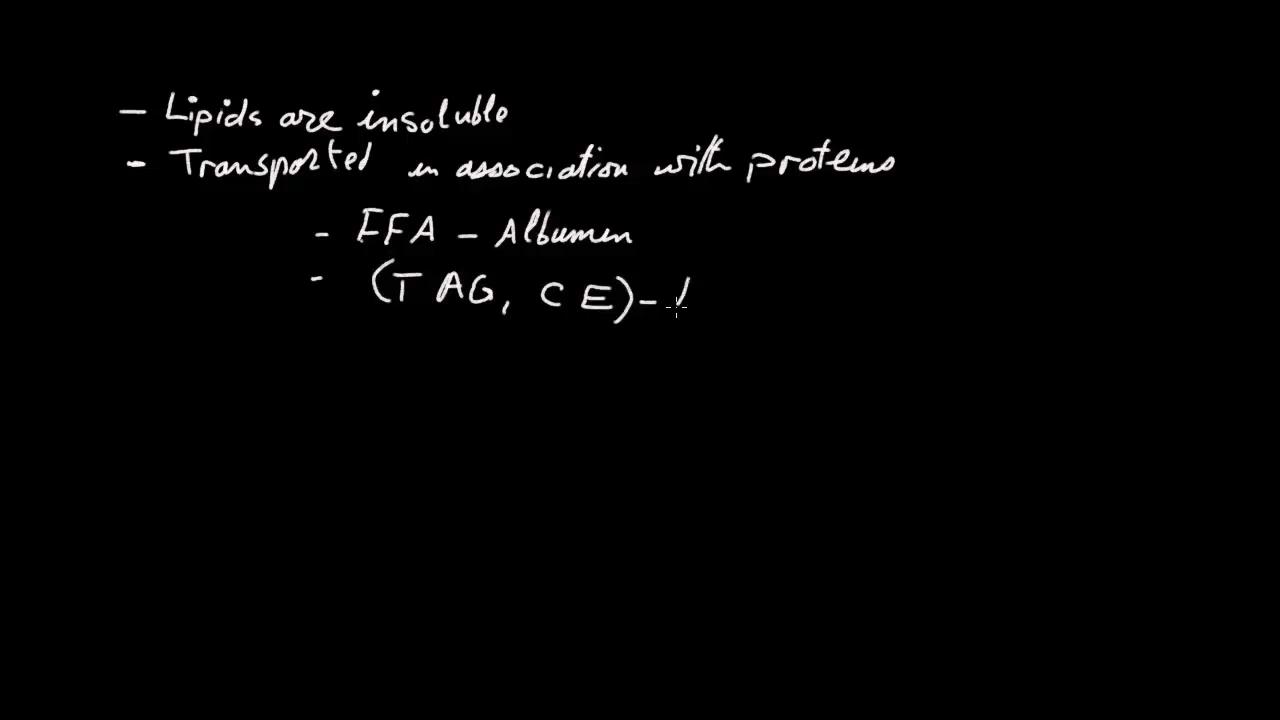 - Lipids are insoluble
- Transported in association with proteins
- FFA - Albumen
- (TAG, CE) -